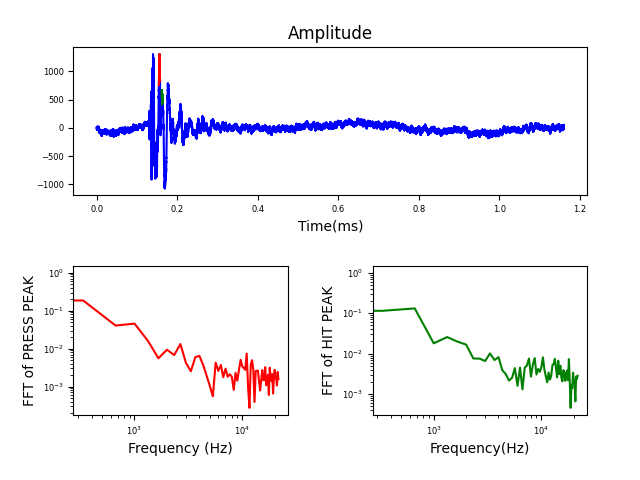 Amplitude
1000
500
0
−500
−1000
0.0 0.2 0.4 0.6 0.8 1.0 1.2
Time(ms)
FFT of PRESS PEAK
10⁰
10⁻¹
10⁻²
10⁻³
10³ 10⁴
Frequency (Hz)
FFT of HIT PEAK
10⁰
10⁻¹
10⁻²
10⁻³
10³ 10⁴
Frequency(Hz)